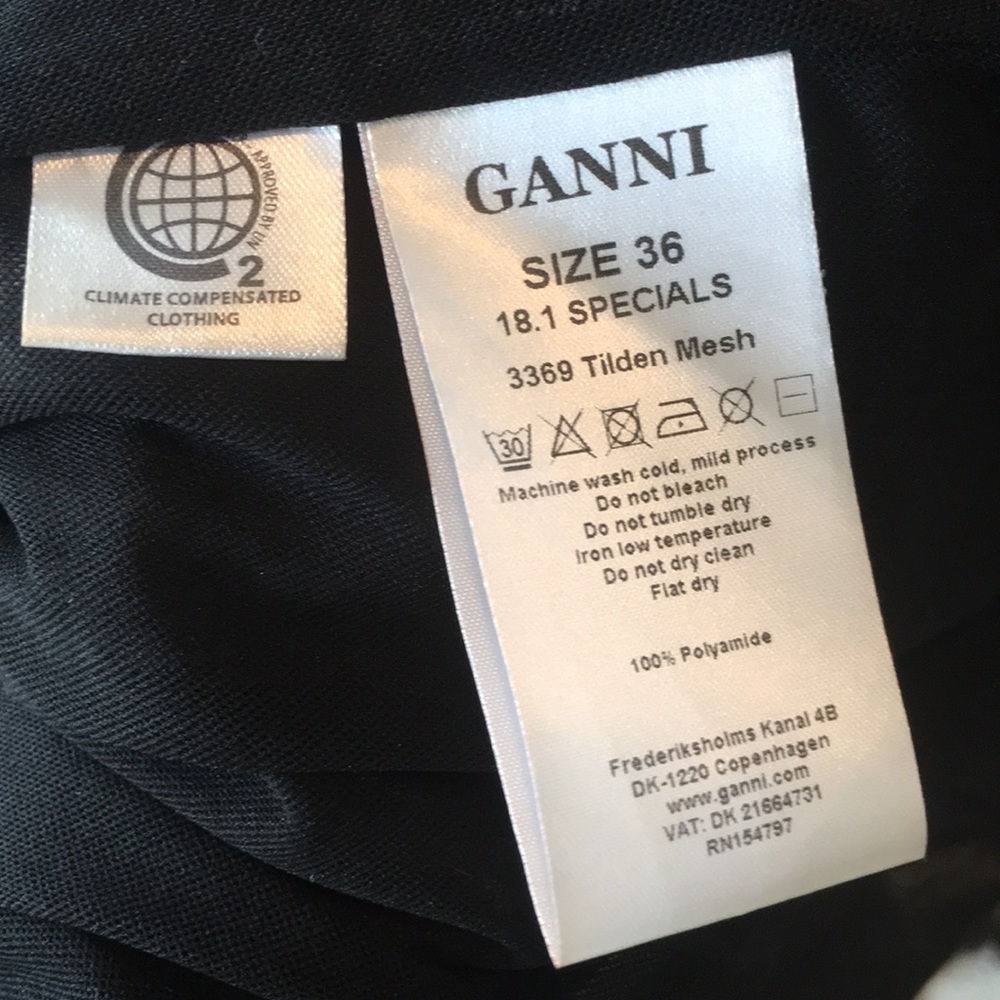 APPROVED BY UN
2
CLIMATE COMPENSATED
CLOTHING
GANNI
SIZE 36
18.1 SPECIALS
3369 Tilden Mesh
30
Machine wash cold, mild process
Do not bleach
Do not tumble dry
Iron low temperature
Do not dry clean
Flat dry
100% Polyamide
Frederiksholms Kanal 4B
DK-1220 Copenhagen
www.ganni.com
VAT: DK 21664731
RN154797